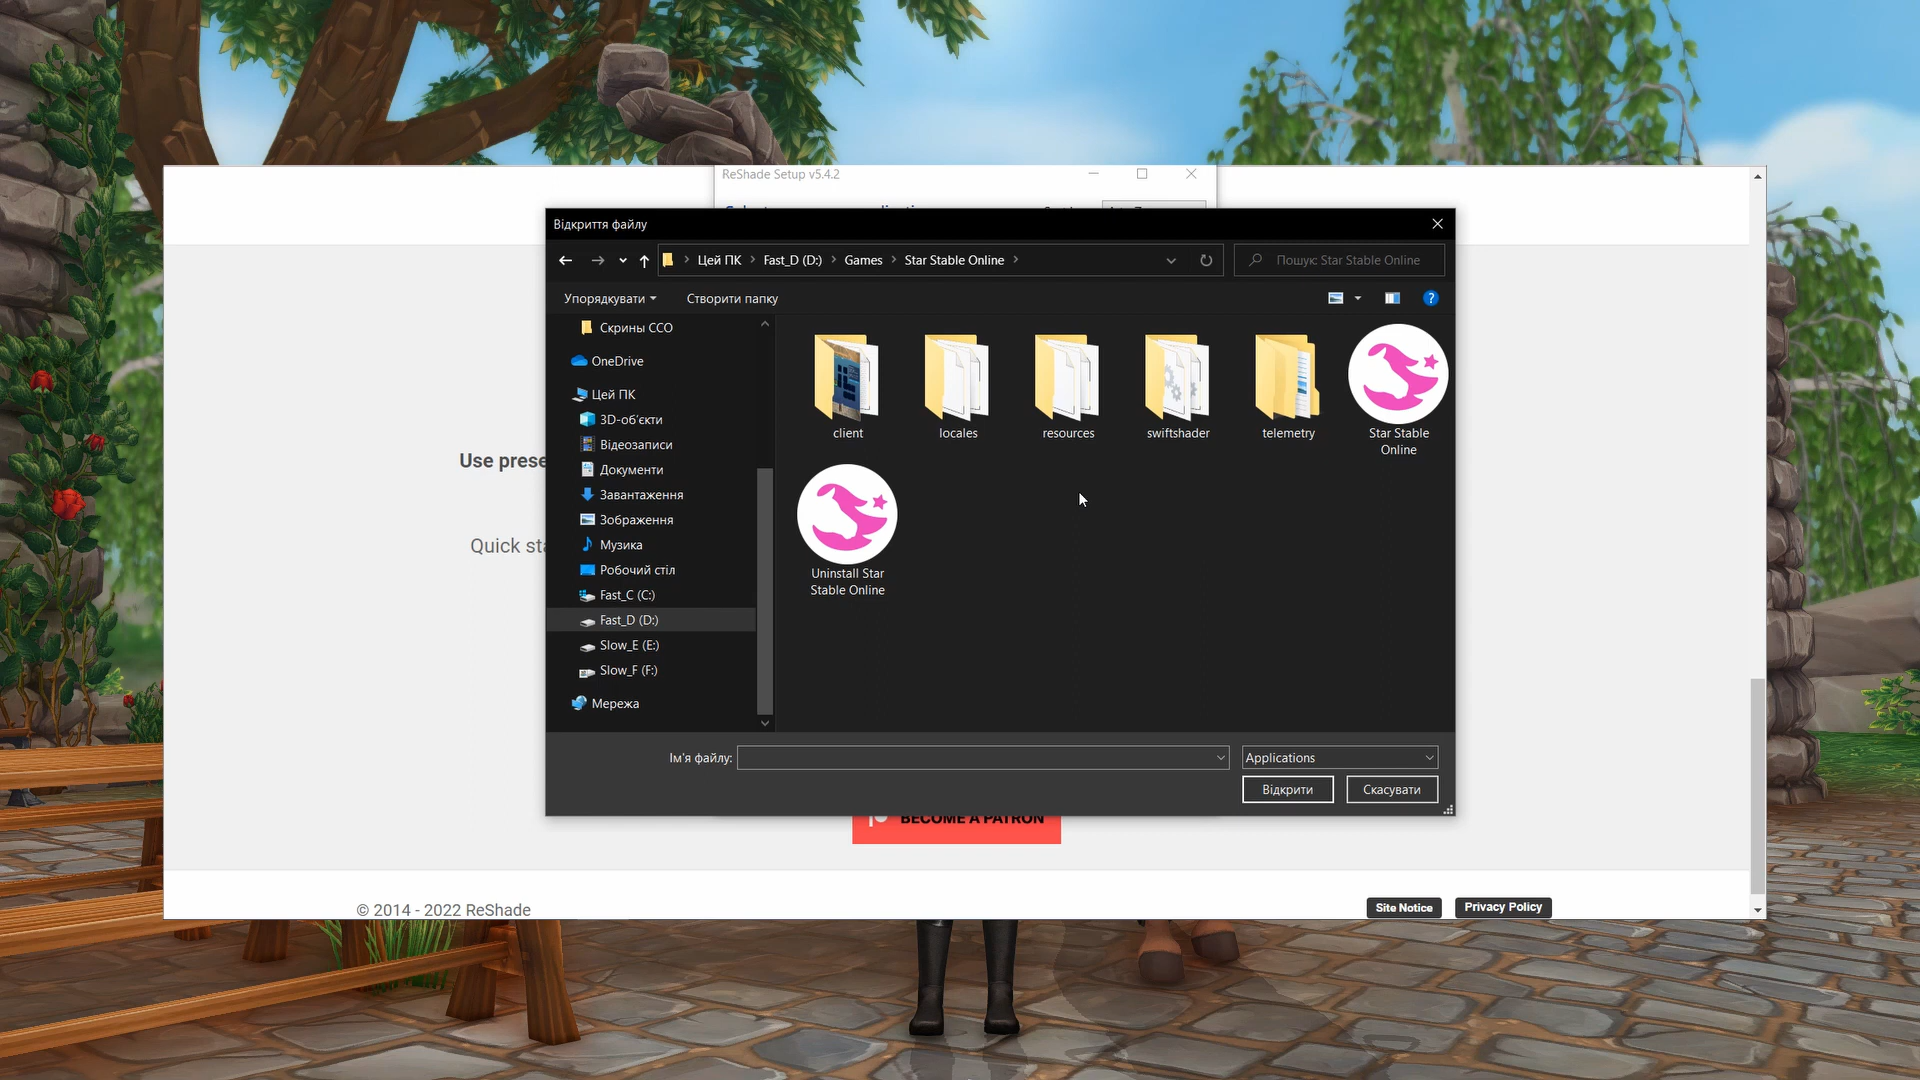 ReShade Setup v5.4.2
Відкриття файлу
Цей ПК
Fast_D (D:)
Games
Star Stable Online
Пошук: Star Stable Online
Упорядкувати
Створити папку
?
Скрины ССО
OneDrive
Цей ПК
3D-об'єкти
Відеозаписи
Документи
Завантаження
Зображення
Музика
Робочий стіл
Fast_C (C:)
Fast_D (D:)
Slow_E (E:)
Slow_F (F:)
Мережа
client
locales
resources
swiftshader
telemetry
Star Stable
Online
Uninstall Star
Stable Online
Use prese
Quick sta
Ім'я файлу:
Applications
Відкрити
Скасувати
BECOME A PATRON
© 2014 - 2022 ReShade
Site Notice
Privacy Policy